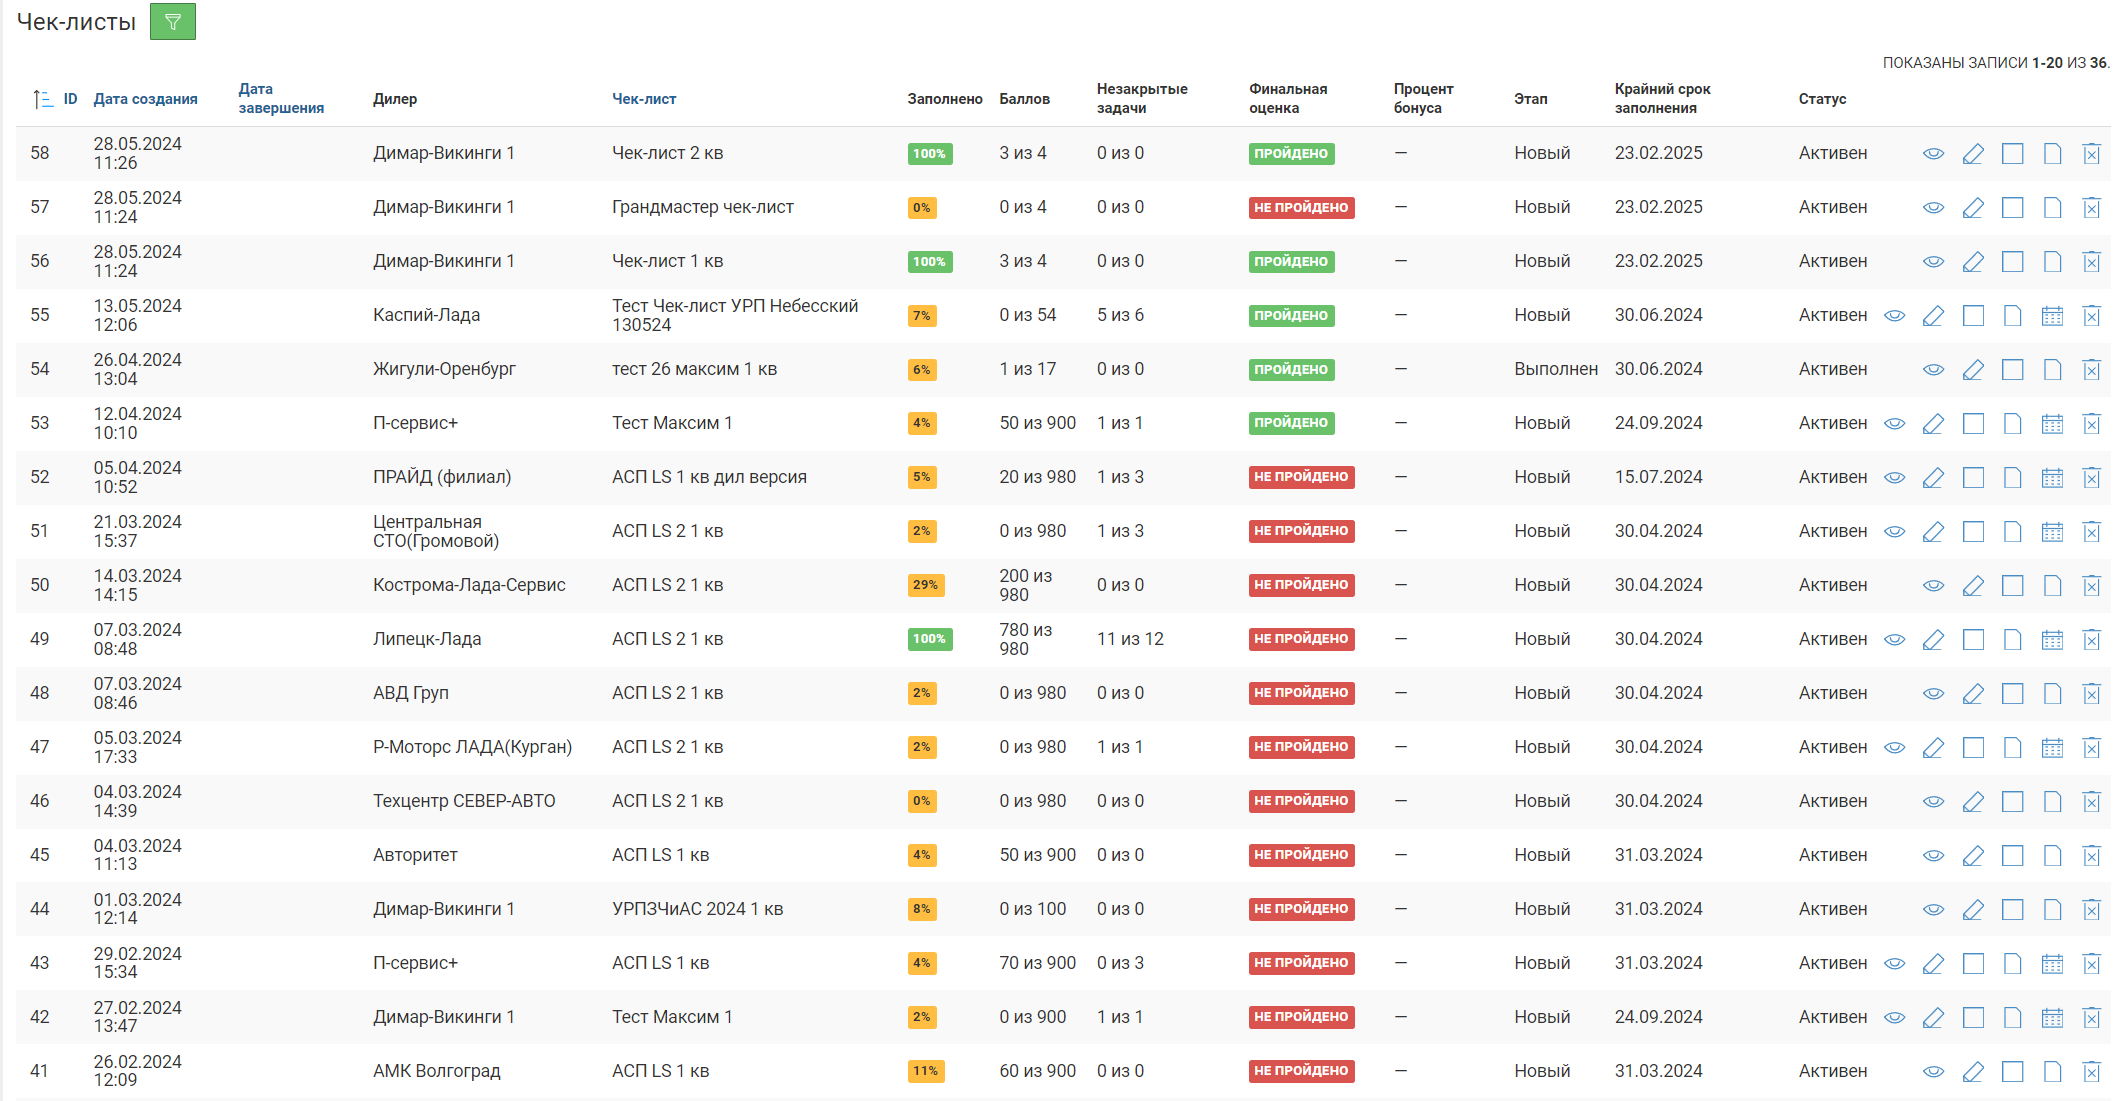 Чек-листы
ПОКАЗАНЫ ЗАПИСИ 1-20 ИЗ 36.
ID Дата создания Дата завершения Дилер Чек-лист Заполнено Баллов Незакрытые задачи Финальная оценка Процент бонуса Этап Крайний срок заполнения Статус
58 28.05.2024 11:26 Димар-Викинги 1 Чек-лист 2 кв 100% 3 из 4 0 из 0 ПРОЙДЕНО — Новый 23.02.2025 Активен
57 28.05.2024 11:24 Димар-Викинги 1 Грандмастер чек-лист 0% 0 из 4 0 из 0 НЕ ПРОЙДЕНО — Новый 23.02.2025 Активен
56 28.05.2024 11:24 Димар-Викинги 1 Чек-лист 1 кв 100% 3 из 4 0 из 0 ПРОЙДЕНО — Новый 23.02.2025 Активен
55 13.05.2024 12:06 Каспий-Лада Тест Чек-лист УРП Небесский 130524 7% 0 из 54 5 из 6 ПРОЙДЕНО — Новый 30.06.2024 Активен
54 26.04.2024 13:04 Жигули-Оренбург тест 26 максим 1 кв 6% 1 из 17 0 из 0 ПРОЙДЕНО — Выполнен 30.06.2024 Активен
53 12.04.2024 10:10 П-сервис+ Тест Максим 1 4% 50 из 900 1 из 1 ПРОЙДЕНО — Новый 24.09.2024 Активен
52 05.04.2024 10:52 ПРАЙД (филиал) АСП LS 1 кв дил версия 5% 20 из 980 1 из 3 НЕ ПРОЙДЕНО — Новый 15.07.2024 Активен
51 21.03.2024 15:37 Центральная СТО(Громовой) АСП LS 2 1 кв 2% 0 из 980 1 из 3 НЕ ПРОЙДЕНО — Новый 30.04.2024 Активен
50 14.03.2024 14:15 Кострома-Лада-Сервис АСП LS 2 1 кв 29% 200 из 980 0 из 0 НЕ ПРОЙДЕНО — Новый 30.04.2024 Активен
49 07.03.2024 08:48 Липецк-Лада АСП LS 2 1 кв 100% 780 из 980 11 из 12 НЕ ПРОЙДЕНО — Новый 30.04.2024 Активен
48 07.03.2024 08:46 АВД Груп АСП LS 2 1 кв 2% 0 из 980 0 из 0 НЕ ПРОЙДЕНО — Новый 30.04.2024 Активен
47 05.03.2024 17:33 Р-Моторс ЛАДА(Курган) АСП LS 2 1 кв 2% 0 из 980 1 из 1 НЕ ПРОЙДЕНО — Новый 30.04.2024 Активен
46 04.03.2024 14:39 Техцентр СЕВЕР-АВТО АСП LS 2 1 кв 0% 0 из 980 0 из 0 НЕ ПРОЙДЕНО — Новый 30.04.2024 Активен
45 04.03.2024 11:13 Авторитет АСП LS 1 кв 4% 50 из 900 0 из 0 НЕ ПРОЙДЕНО — Новый 31.03.2024 Активен
44 01.03.2024 12:14 Димар-Викинги 1 УРПЗЧиАС 2024 1 кв 8% 0 из 100 0 из 0 НЕ ПРОЙДЕНО — Новый 31.03.2024 Активен
43 29.02.2024 15:34 П-сервис+ АСП LS 1 кв 4% 70 из 900 0 из 3 НЕ ПРОЙДЕНО — Новый 31.03.2024 Активен
42 27.02.2024 13:47 Димар-Викинги 1 Тест Максим 1 2% 0 из 900 1 из 1 НЕ ПРОЙДЕНО — Новый 24.09.2024 Активен
41 26.02.2024 12:09 АМК Волгоград АСП LS 1 кв 11% 60 из 900 0 из 0 НЕ ПРОЙДЕНО — Новый 31.03.2024 Активен